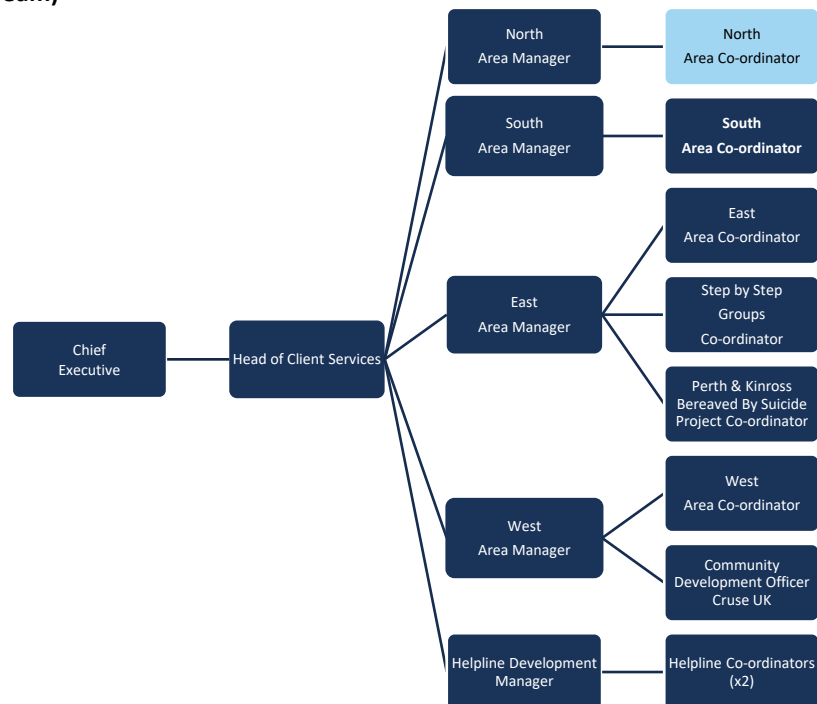 North
Area Manager
North
Area Co-ordinator
South
Area Manager
South
Area Co-ordinator
East
Area Co-ordinator
East
Area Manager
Step by Step
Groups
Co-ordinator
Chief
Executive
Head of Client Services
Perth & Kinross
Bereaved By Suicide
Project Co-ordinator
West
Area Co-ordinator
West
Area Manager
Community
Development Officer
Cruse UK
Helpline Development
Manager
Helpline Co-ordinators
(x2)